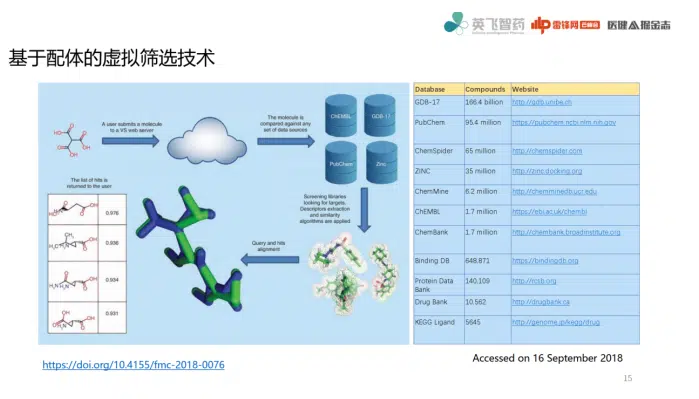 英飞智药
雷锋网
医健AI掘金志
基于配体的虚拟筛选技术
A user submits a molecule
to a VS web server
The molecule is
compared against any
set of data sources
ChEMBL
GDB-17
PubChem
Zinc
The list of hits is
returned to the user
Screening libraries
looking for targets.
Descriptors extraction
and similarity
algorithms are applied
Query and hits
alignment
0.976
0.936
0.934
0.931
Database Compounds Website
GDB-17 166.4 billion http://gdb.unibe.ch
PubChem 95.4 million https://pubchem.ncbi.nlm.nih.gov
ChemSpider 65 million http://chemspider.com
ZINC 35 million http://zinc.docking.org
ChemMine 6.2 million http://chemminedb.ucr.edu
ChEMBL 1.7 million https://ebi.ac.uk/chembl
ChemBank 1.7 million http://chembank.broadinstitute.org
Binding DB 648.871 https://bindingdb.org
Protein Data
Bank 140.109 http://rcsb.org
Drug Bank 10.562 http://drugbank.ca
KEGG Ligand 5645 http://genome.jp/kegg/drug
https://doi.org/10.4155/fmc-2018-0076
Accessed on 16 September 2018
15